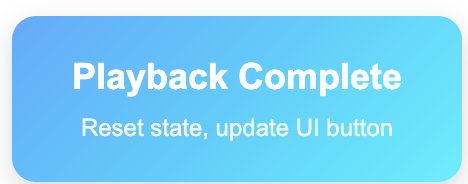 Playback Complete
Reset state, update UI button